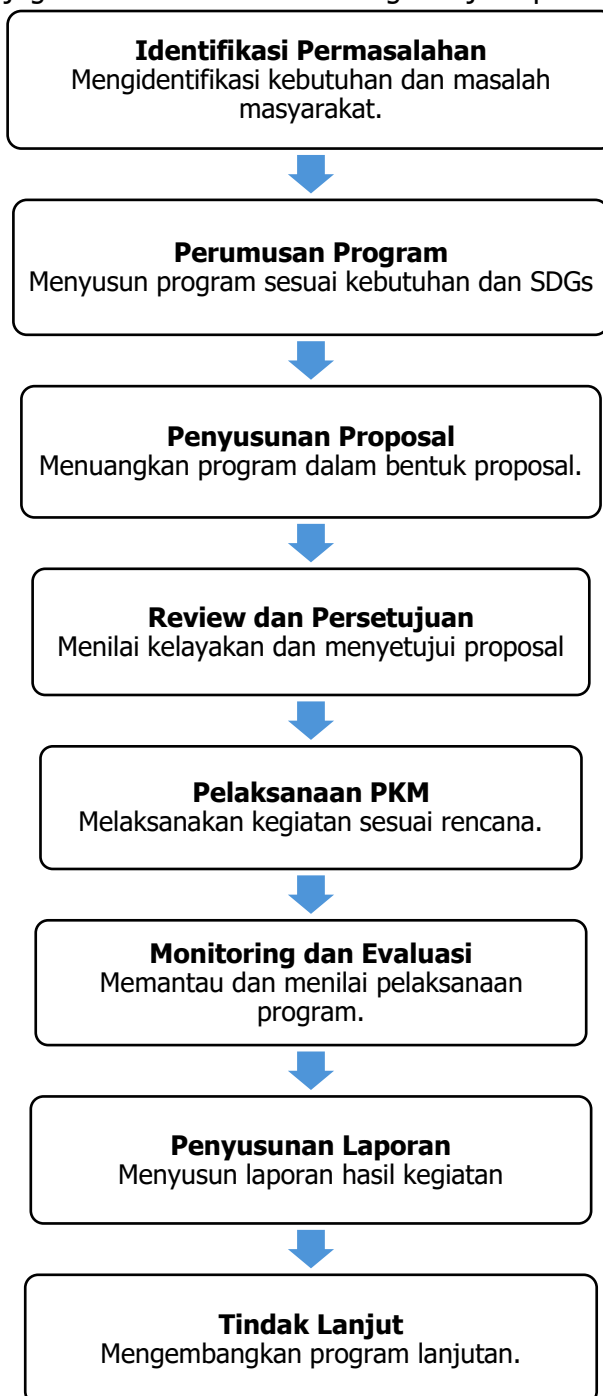 Identifikasi Permasalahan
Mengidentifikasi kebutuhan dan masalah
masyarakat.
Perumusan Program
Menyusun program sesuai kebutuhan dan SDGs
Penyusunan Proposal
Menuangkan program dalam bentuk proposal.
Review dan Persetujuan
Menilai kelayakan dan menyetujui proposal
Pelaksanaan PKM
Melaksanakan kegiatan sesuai rencana.
Monitoring dan Evaluasi
Memantau dan menilai pelaksanaan
program.
Penyusunan Laporan
Menyusun laporan hasil kegiatan
Tindak Lanjut
Mengembangkan program lanjutan.